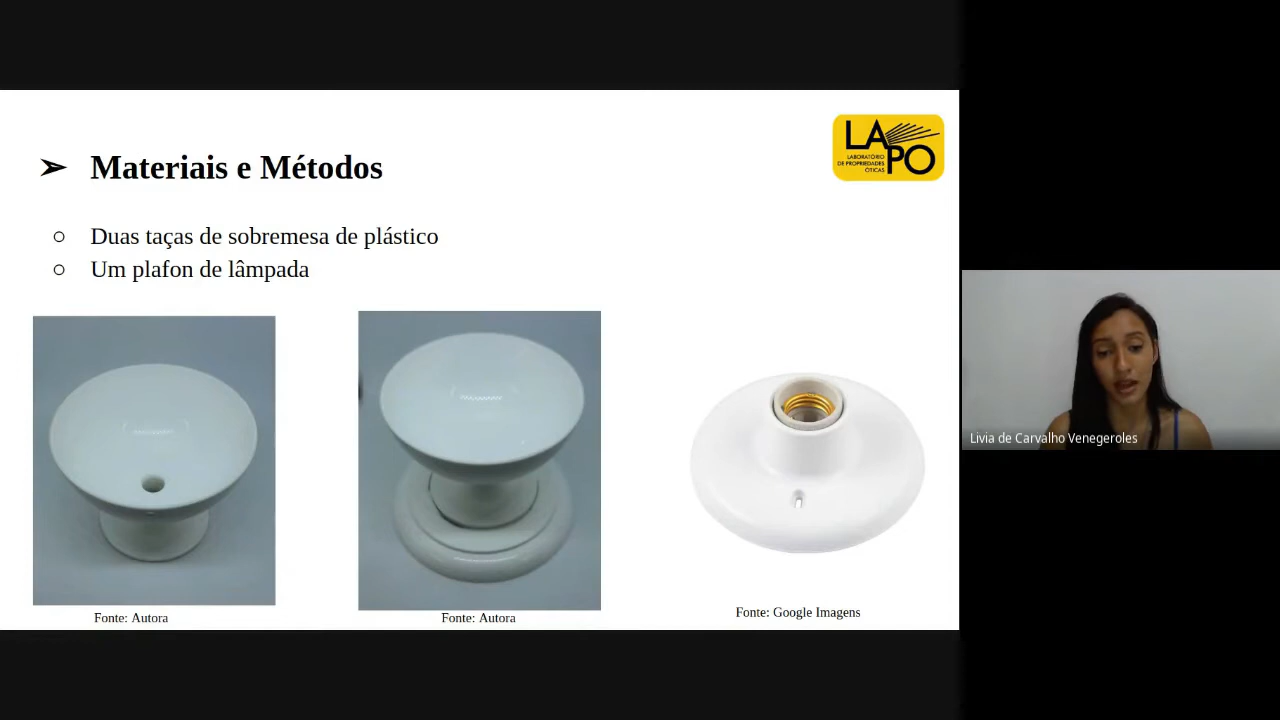 LAPO
LABORATÓRIO
DE PROPRIEDADES
ÓTICAS
➢ Materiais e Métodos
○ Duas taças de sobremesa de plástico
○ Um plafon de lâmpada
Fonte: Autora
Fonte: Autora
Fonte: Google Imagens
Livia de Carvalho Venegeroles